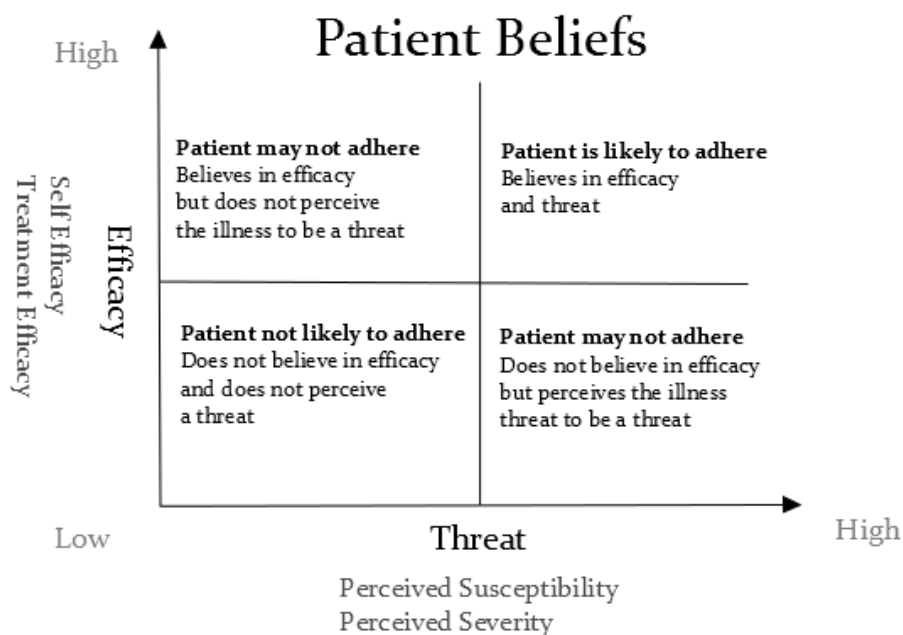 Patient Beliefs
High
Patient may not adhere
Believes in efficacy
but does not perceive
the illness to be a threat
Patient is likely to adhere
Believes in efficacy
and threat
Self Efficacy
Treatment Efficacy
Efficacy
Patient not likely to adhere
Does not believe in efficacy
and does not perceive
a threat
Patient may not adhere
Does not believe in efficacy
but perceives the illness
threat to be a threat
Low
Threat
High
Perceived Susceptibility
Perceived Severity